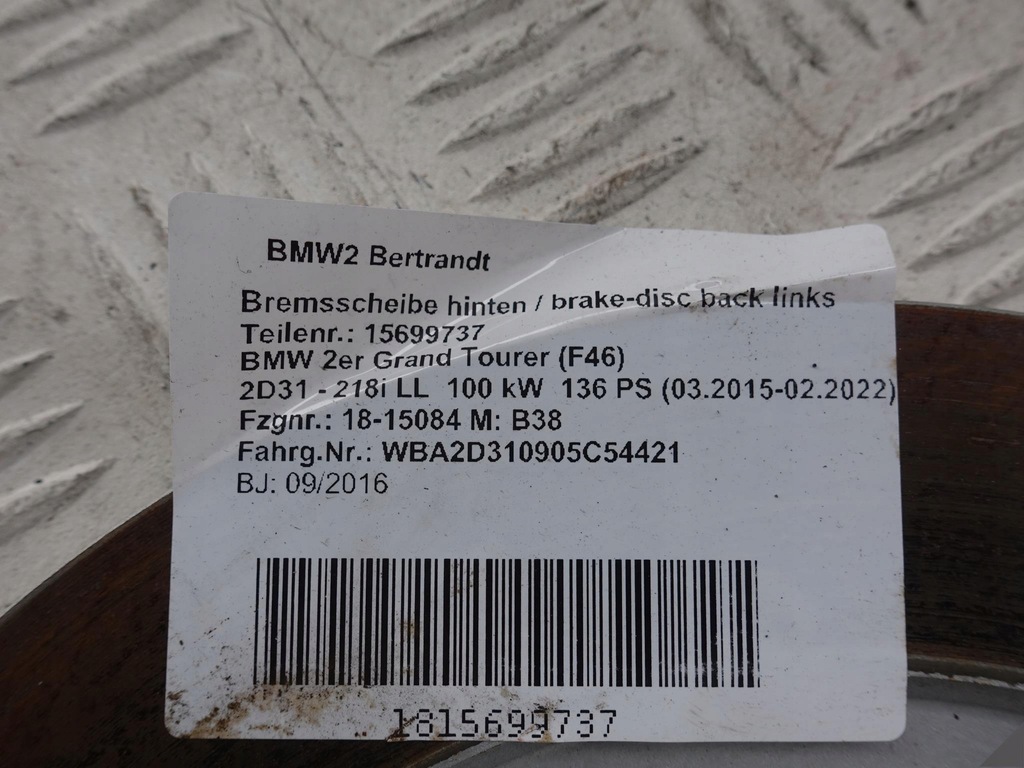 BMW2 Bertrandt
Bremsscheibe hinten / brake-disc back links
Teilenr.: 15699737
BMW 2er Grand Tourer (F46)
2D31 - 218i LL 100 kW 136 PS (03.2015-02.2022)
Fzgnr.: 18-15084 M: B38
Fahrg.Nr.: WBA2D310905C54421
BJ: 09/2016
1815699737